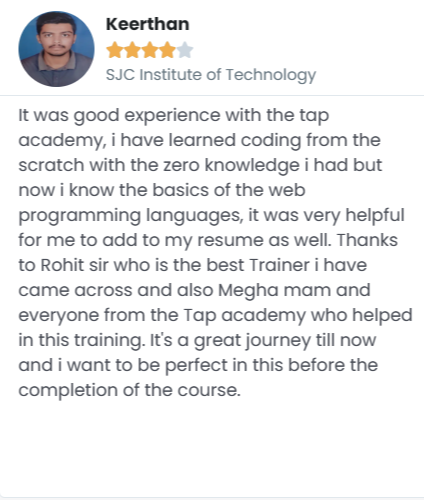 Keerthan
SJC Institute of Technology
It was good experience with the tap
academy, i have learned coding from the
scratch with the zero knowledge i had but
now i know the basics of the web
programming languages, it was very helpful
for me to add to my resume as well. Thanks
to Rohit sir who is the best Trainer i have
came across and also Megha mam and
everyone from the Tap academy who helped
in this training. It's a great journey till now
and i want to be perfect in this before the
completion of the course.